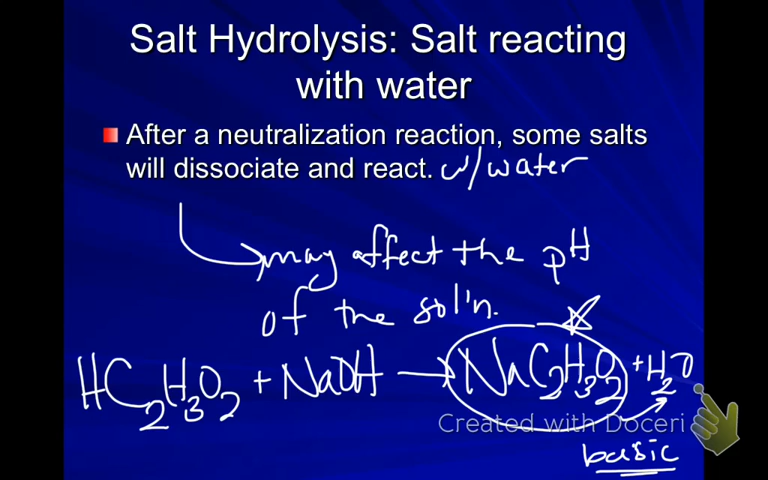 Salt Hydrolysis: Salt reacting
with water
After a neutralization reaction, some salts
will dissociate and react. w/water
may affect the pH
of the sol'n.
HC₂H₃O₂ + NaOH → NaC₂H₃O₂ + H₂O
Created with Doceri
basic